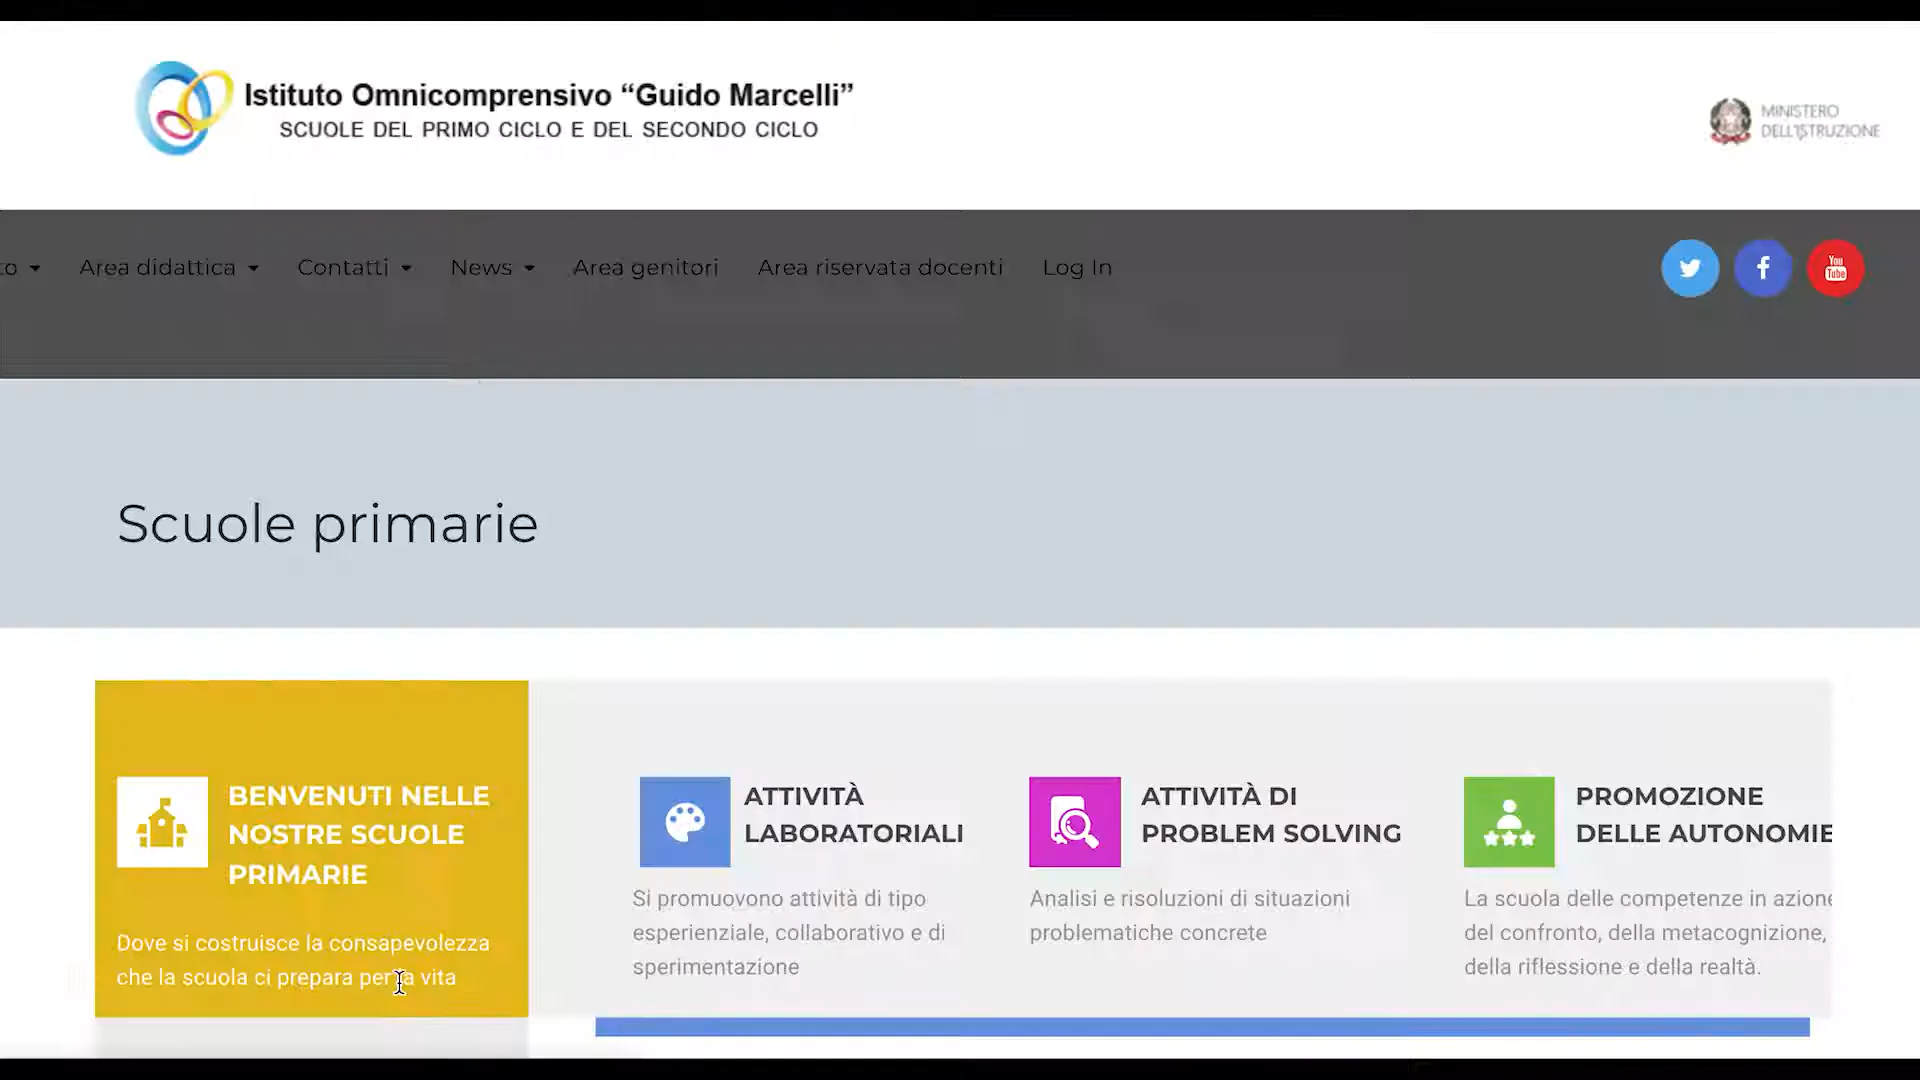 Istituto Omnicomprensivo “Guido Marcelli”
SCUOLE DEL PRIMO CICLO E DEL SECONDO CICLO
MINISTERO
DELL'ISTRUZIONE
to
Area didattica
Contatti
News
Area genitori
Area riservata docenti
Log In
You
Tube
Scuole primarie
BENVENUTI NELLE
NOSTRE SCUOLE
PRIMARIE
Dove si costruisce la consapevolezza
che la scuola ci prepara per la vita
ATTIVITÀ
LABORATORIALI
Si promuovono attività di tipo
esperienziale, collaborativo e di
sperimentazione
ATTIVITÀ DI
PROBLEM SOLVING
Analisi e risoluzioni di situazioni
problematiche concrete
PROMOZIONE
DELLE AUTONOMIE
La scuola delle competenze in azione
del confronto, della metacognizione,
della riflessione e della realtà.